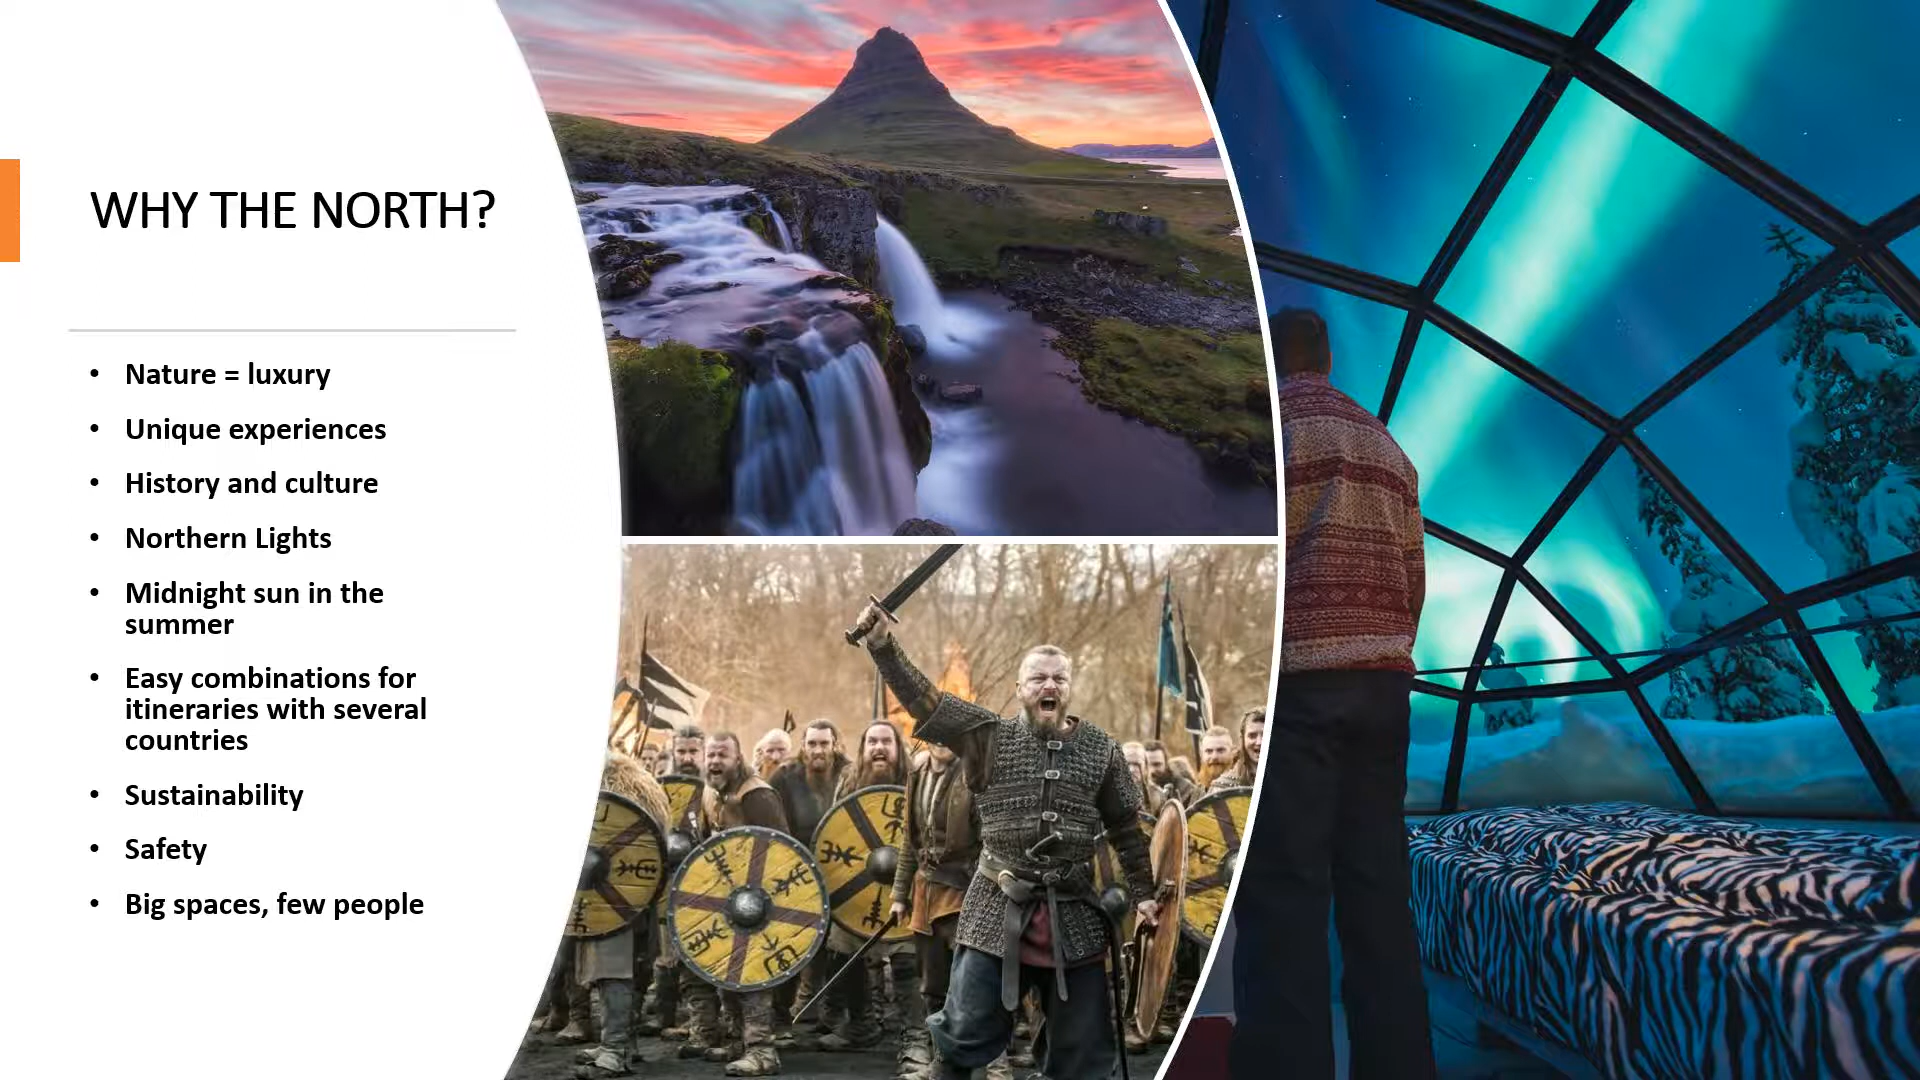 WHY THE NORTH?
• Nature = luxury
• Unique experiences
• History and culture
• Northern Lights
• Midnight sun in the
summer
• Easy combinations for
itineraries with several
countries
• Sustainability
• Safety
• Big spaces, few people